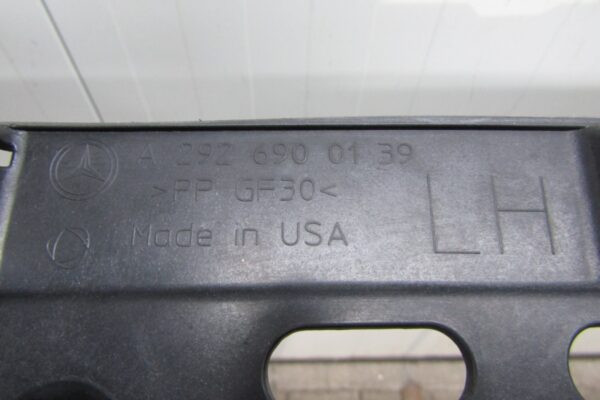 A 292 690 01 39
>PP GF30<
Made in USA
LH